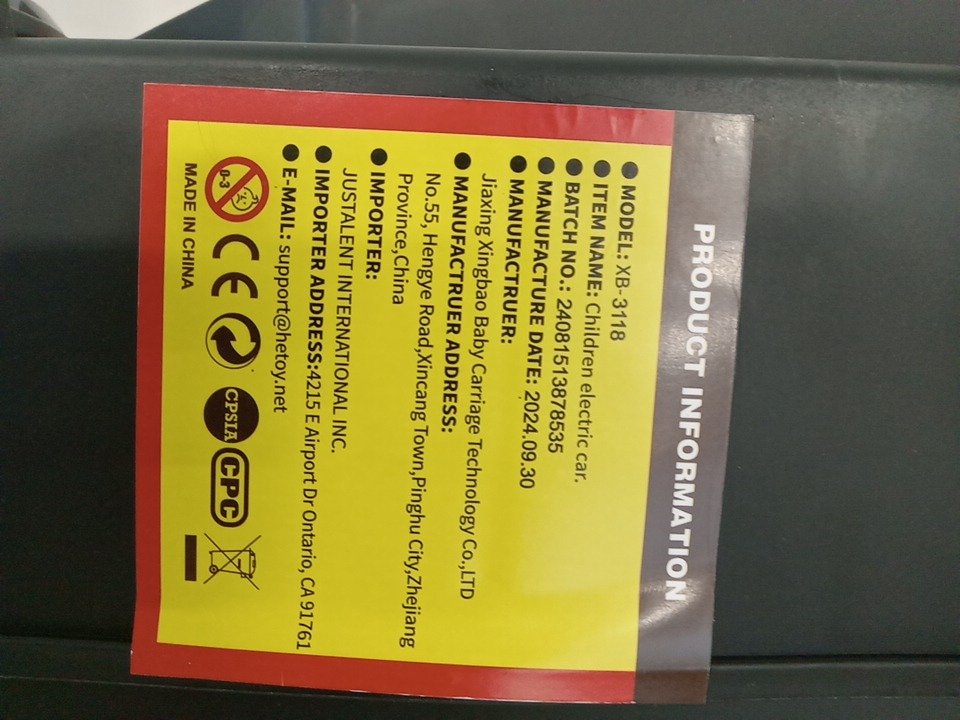 PRODUCT INFORMATION
● MODEL: XB-3118
● ITEM NAME: Children electric car.
● BATCH NO.: 24081513878535
● MANUFACTURE DATE: 2024.09.30
● MANUFACTRUER:
Jiaxing Xingbao Baby Carriage Technology Co.,LTD
● MANUFACTRUER ADDRESS:
No.55, Hengye Road,Xincang Town,Pinghu City,Zhejiang
Province,China
● IMPORTER:
JUSTALENT INTERNATIONAL INC.
● IMPORTER ADDRESS:4215 E Airport Dr Ontario, CA 91761
● E-MAIL: support@hetoy.net
0-3 CE CPSIA CPC
MADE IN CHINA